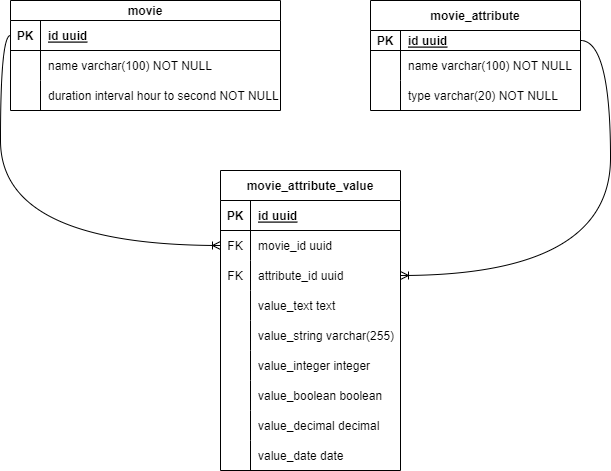 movie
PK id uuid
name varchar(100) NOT NULL
duration interval hour to second NOT NULL
movie_attribute
PK id uuid
name varchar(100) NOT NULL
type varchar(20) NOT NULL
movie_attribute_value
PK id uuid
FK movie_id uuid
FK attribute_id uuid
value_text text
value_string varchar(255)
value_integer integer
value_boolean boolean
value_decimal decimal
value_date date